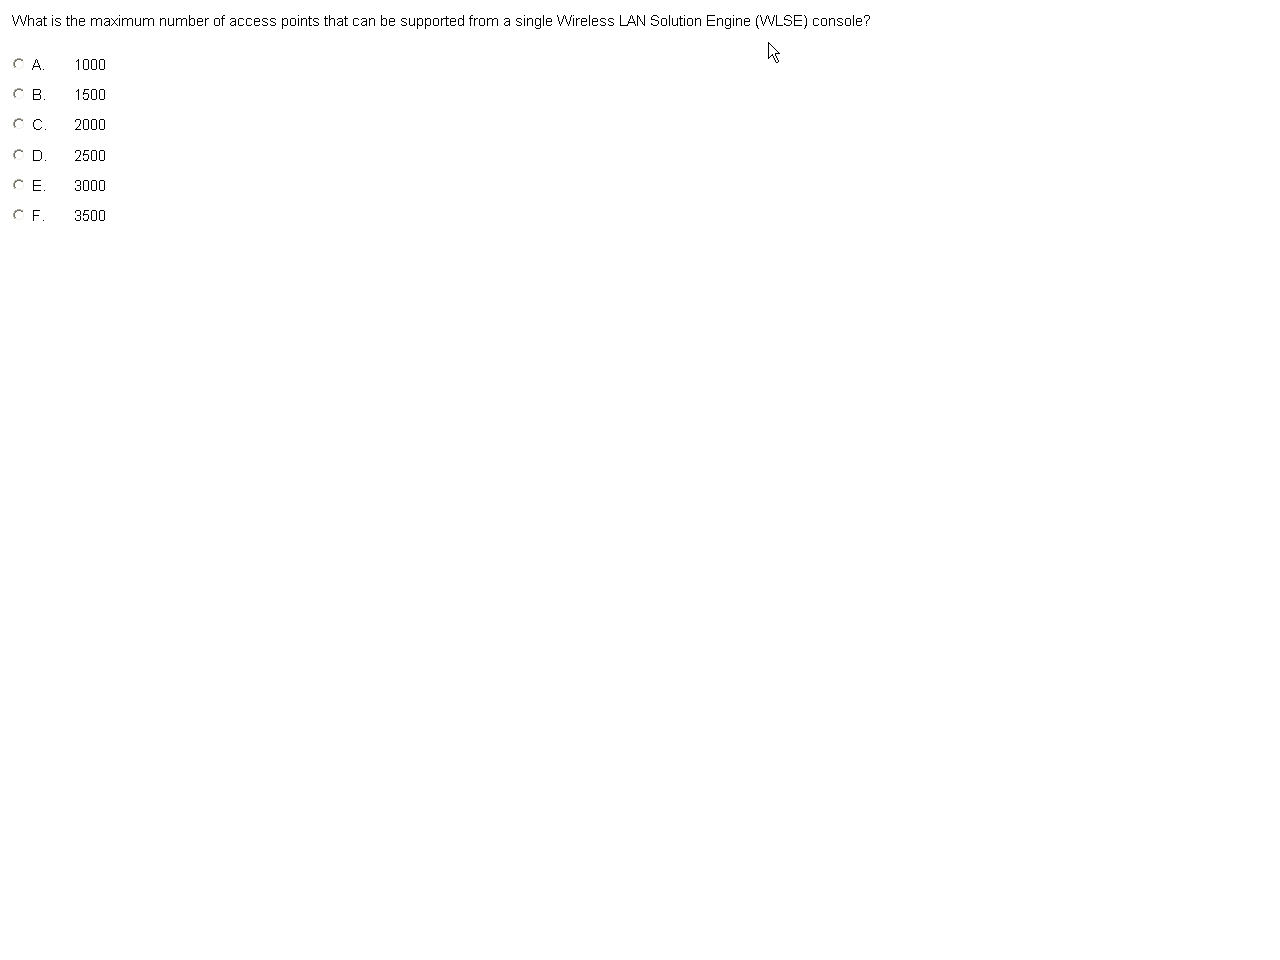 What is the maximum number of access points that can be supported from a single Wireless LAN Solution Engine (WLSE) console?
A. 1000
B. 1500
C. 2000
D. 2500
E. 3000
F. 3500